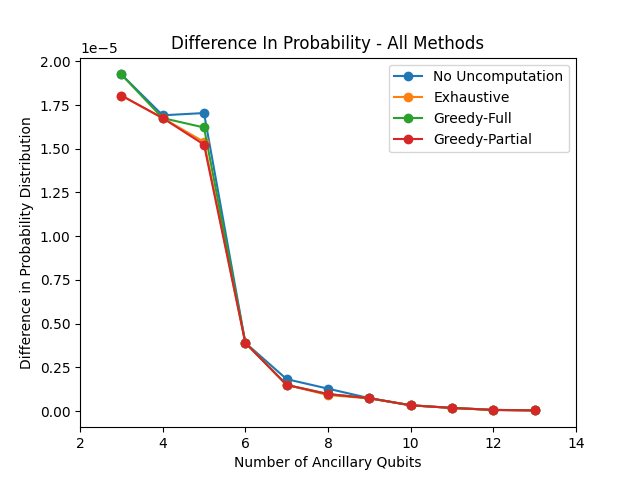 Difference In Probability - All Methods
1e−5
Difference in Probability Distribution
2.00
1.75
1.50
1.25
1.00
0.75
0.50
0.25
0.00
No Uncomputation
Exhaustive
Greedy-Full
Greedy-Partial
2 4 6 8 10 12 14
Number of Ancillary Qubits